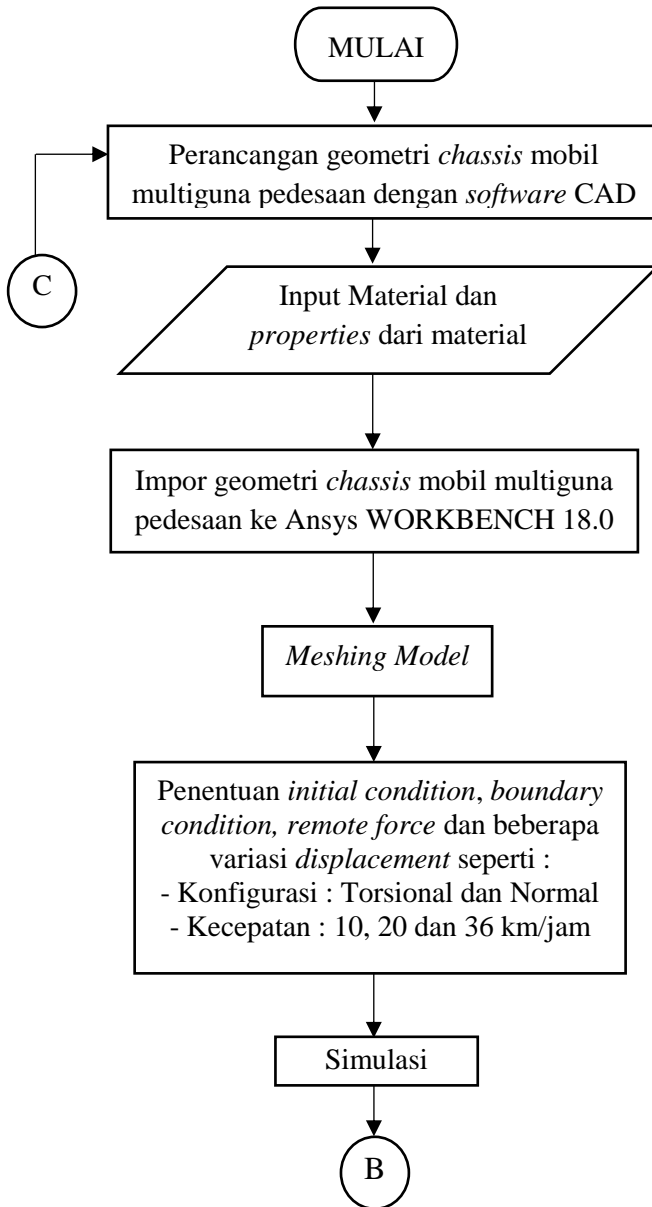 MULAI
Perancangan geometri chassis mobil
multiguna pedesaan dengan software CAD
C
Input Material dan
properties dari material
Impor geometri chassis mobil multiguna
pedesaan ke Ansys WORKBENCH 18.0
Meshing Model
Penentuan initial condition, boundary
condition, remote force dan beberapa
variasi displacement seperti :
- Konfigurasi : Torsional dan Normal
- Kecepatan : 10, 20 dan 36 km/jam
Simulasi
B